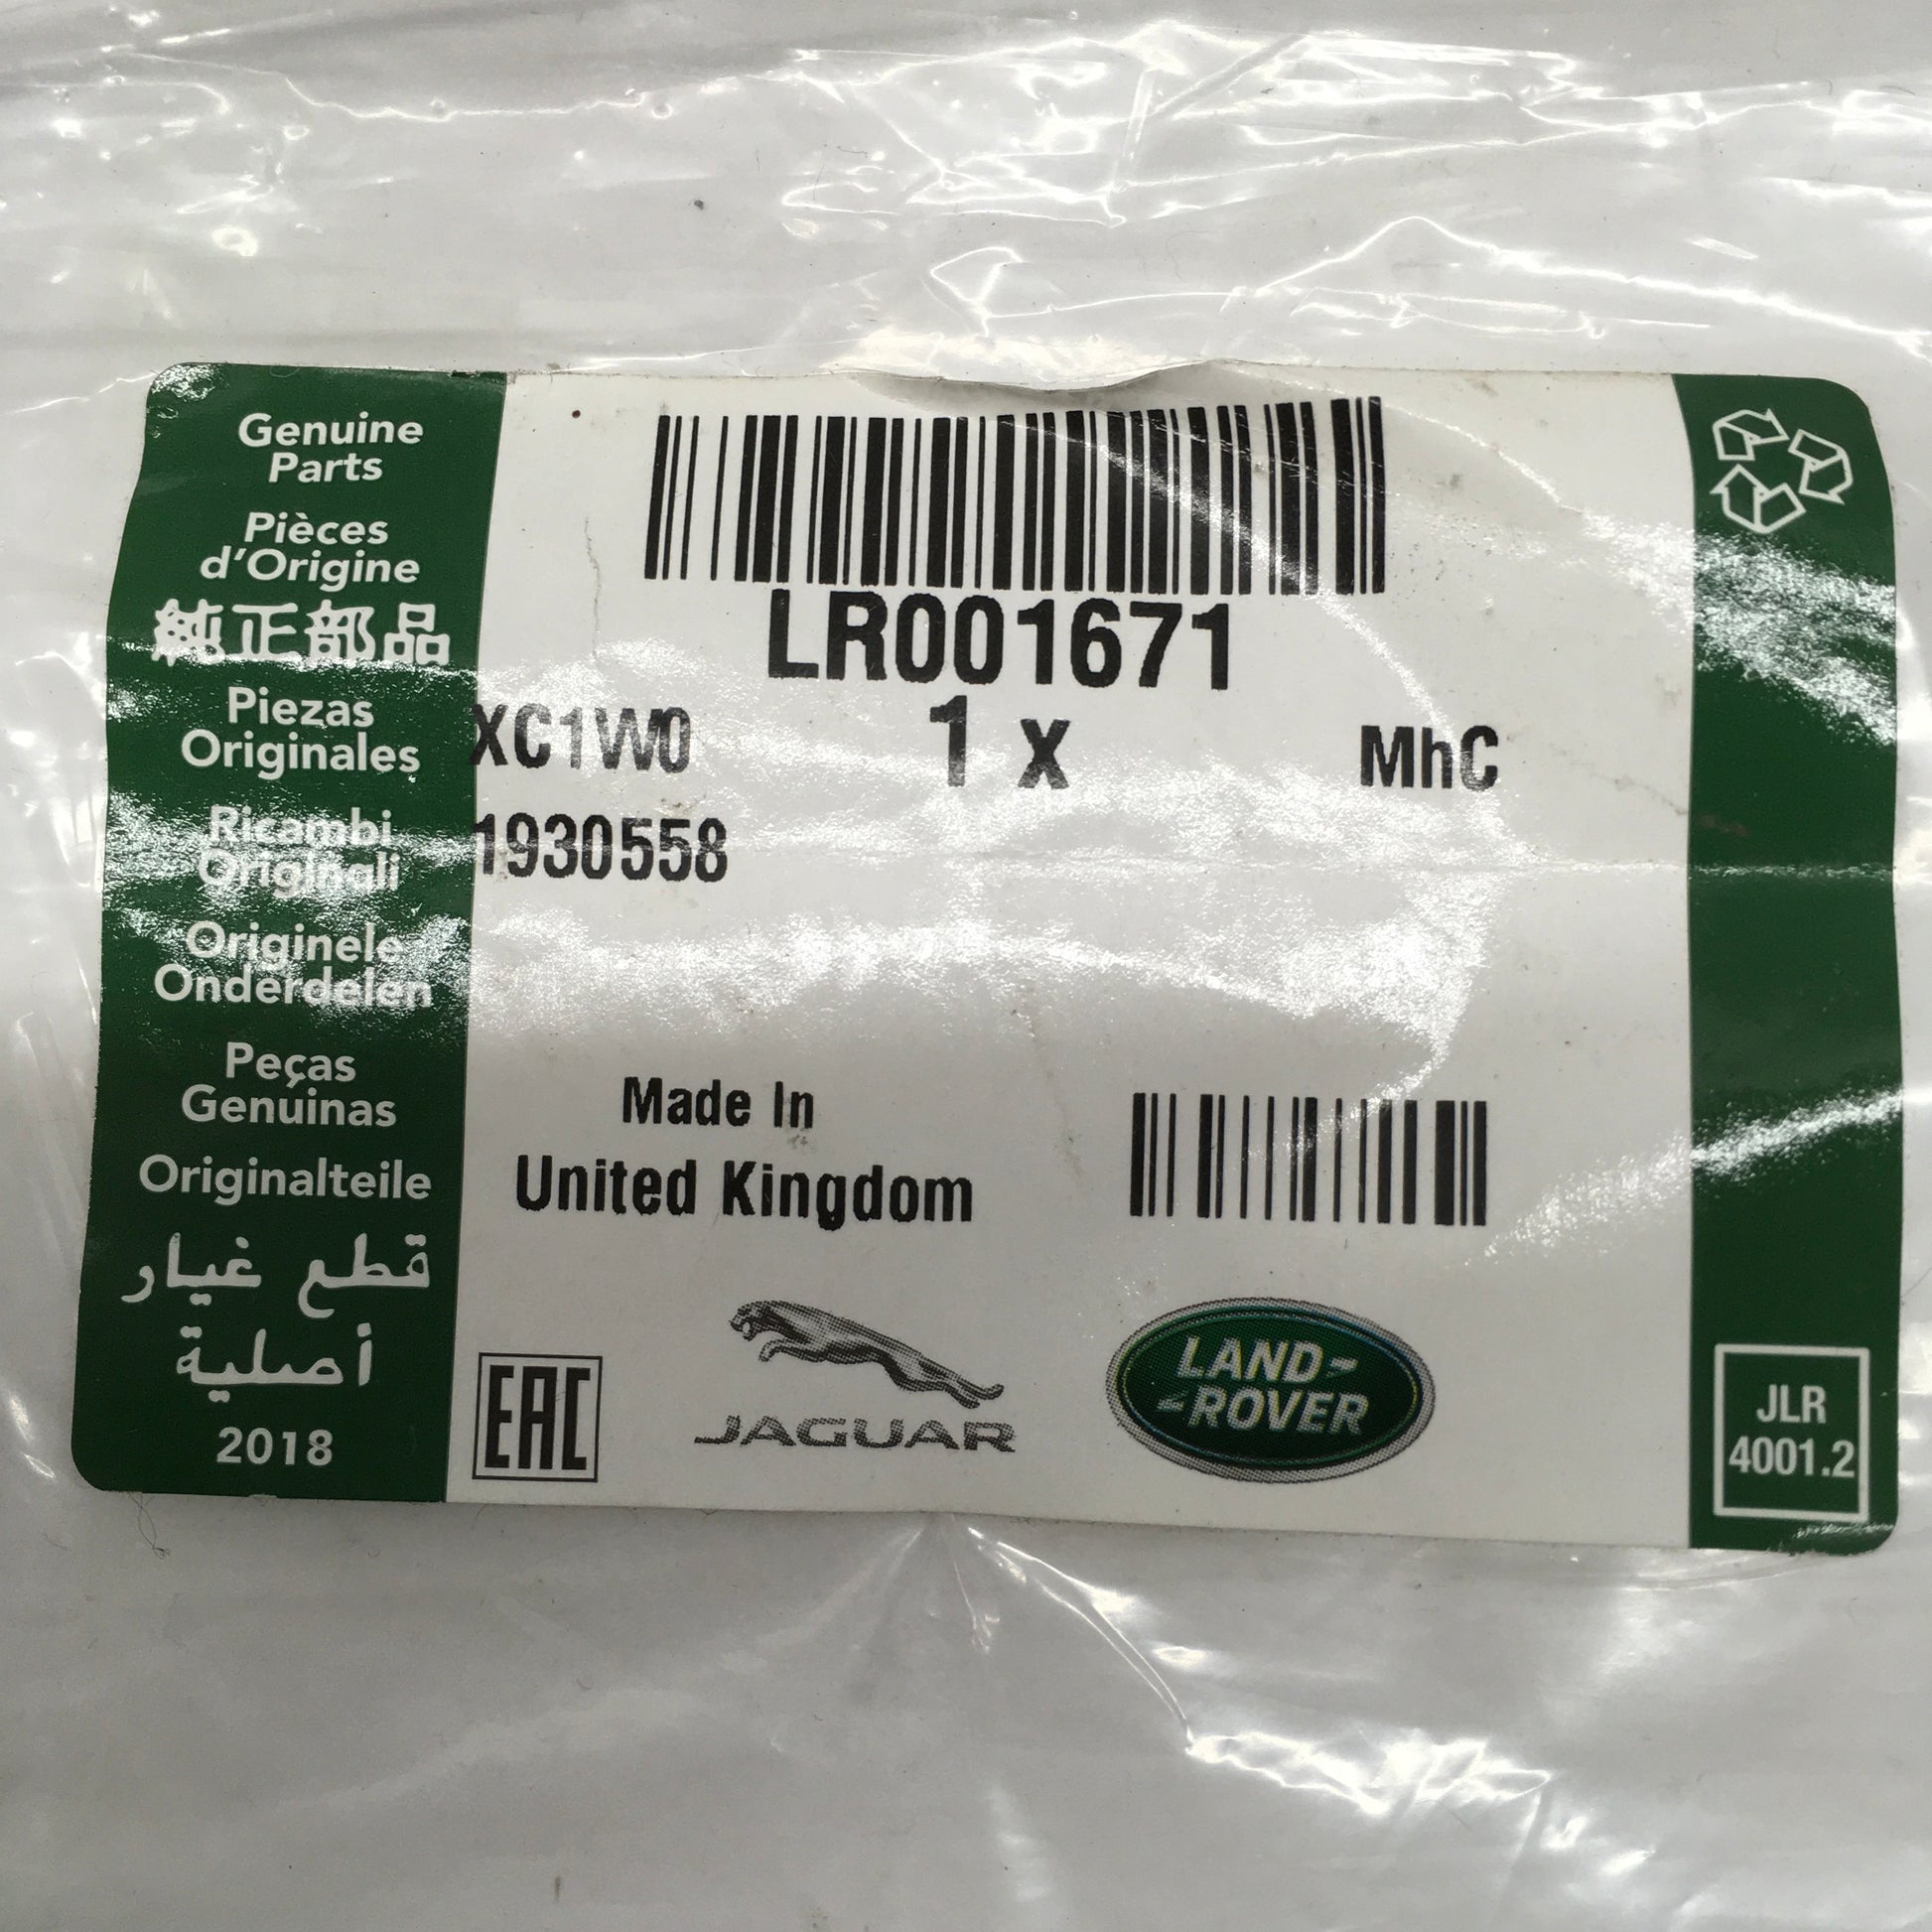 Genuine
Parts
Pièces
d'Origine
純正部品
Piezas
Originales
Ricambi
Originali
Originele
Onderdelen
Peças
Genuinas
Originalteile
قطع غيار
أصلية
2018
LR001671
XC1W0 1 x MhC
1930558
Made In
United Kingdom
EAC
JAGUAR
LAND-
-ROVER
JLR
4001.2